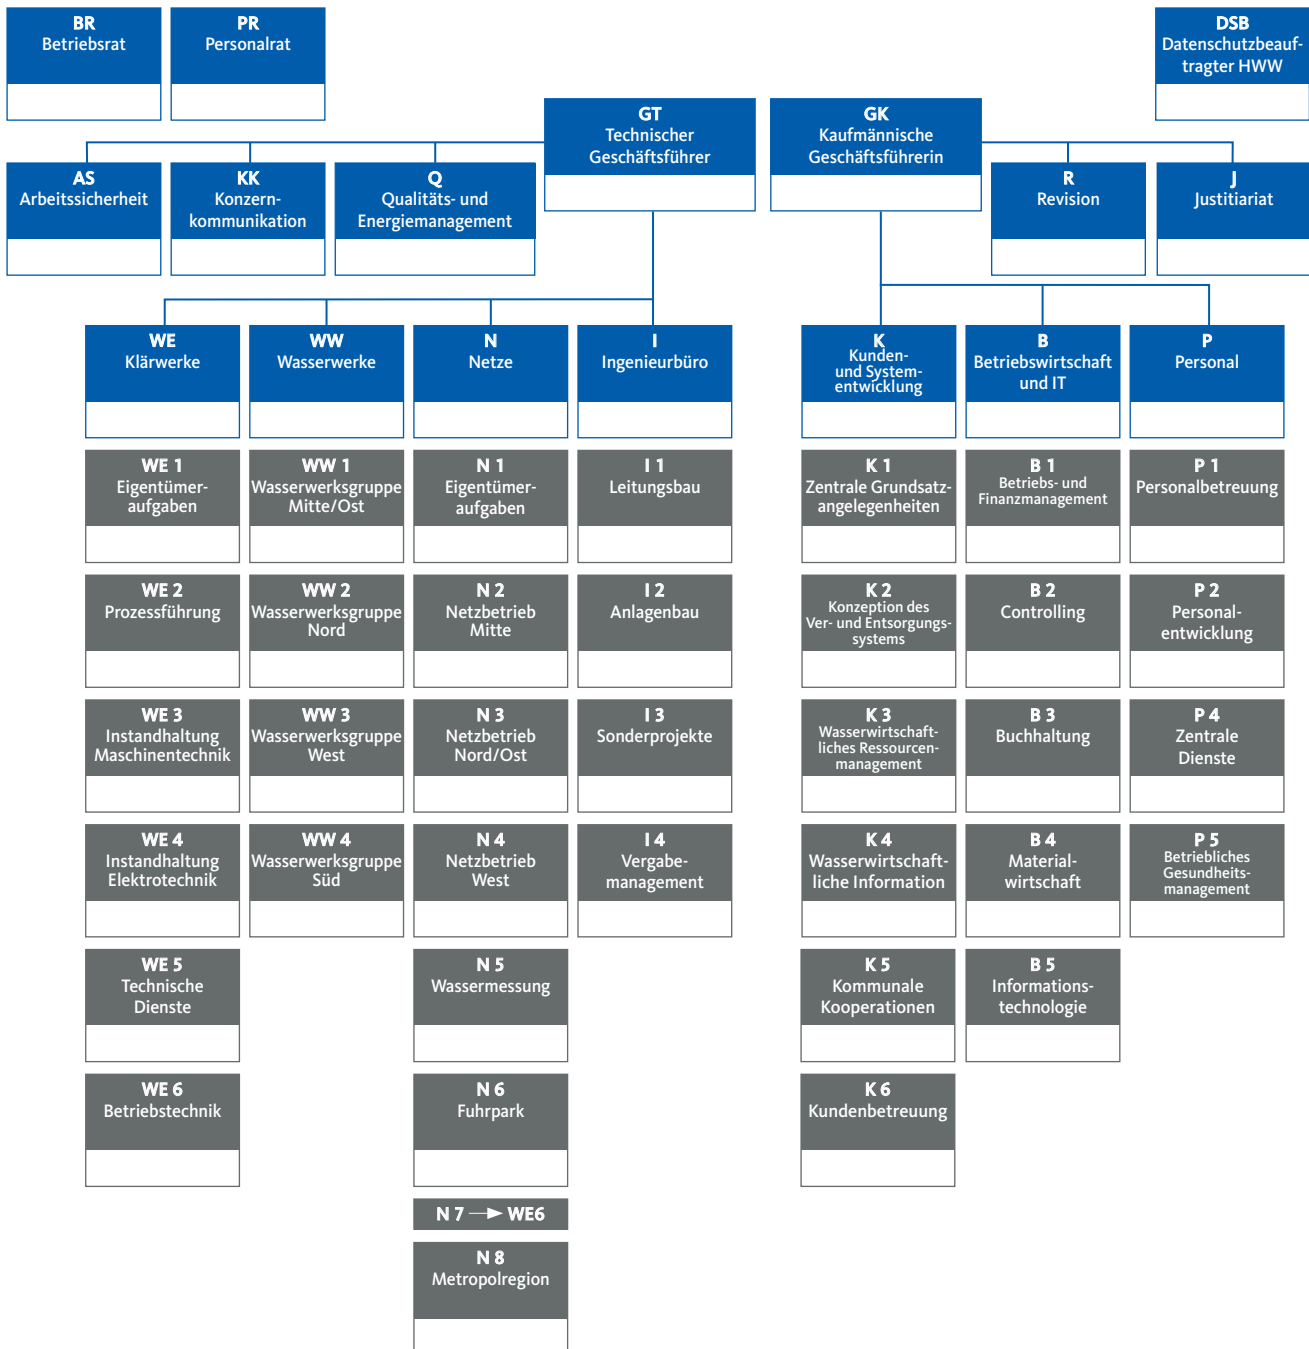 BR
Betriebsrat
PR
Personalrat
DSB
Datenschutzbeauf-
tragter HWW
GT
Technischer
Geschäftsführer
GK
Kaufmännische
Geschäftsführerin
AS
Arbeitssicherheit
KK
Konzern-
kommunikation
Q
Qualitäts- und
Energiemanagement
R
Revision
J
Justitiariat
WE
Klärwerke
WW
Wasserwerke
N
Netze
I
Ingenieurbüro
K
Kunden-
und System-
entwicklung
B
Betriebswirtschaft
und IT
P
Personal
WE 1
Eigentümer-
aufgaben
WW 1
Wasserwerksgruppe
Mitte/Ost
N 1
Eigentümer-
aufgaben
I 1
Leitungsbau
K 1
Zentrale Grundsatz-
angelegenheiten
B 1
Betriebs- und
Finanzmanagement
P 1
Personalbetreuung
WE 2
Prozessführung
WW 2
Wasserwerksgruppe
Nord
N 2
Netzbetrieb
Mitte
I 2
Anlagenbau
K 2
Konzeption des
Ver- und Entsorgungs-
systems
B 2
Controlling
P 2
Personal-
entwicklung
WE 3
Instandhaltung
Maschinentechnik
WW 3
Wasserwerksgruppe
West
N 3
Netzbetrieb
Nord/Ost
I 3
Sonderprojekte
K 3
Wasserwirtschaft-
liches Ressourcen-
management
B 3
Buchhaltung
P 4
Zentrale
Dienste
WE 4
Instandhaltung
Elektrotechnik
WW 4
Wasserwerksgruppe
Süd
N 4
Netzbetrieb
West
I 4
Vergabe-
management
K 4
Wasserwirtschaft-
liche Information
B 4
Material-
wirtschaft
P 5
Betriebliches
Gesundheits-
management
WE 5
Technische
Dienste
N 5
Wassermessung
K 5
Kommunale
Kooperationen
B 5
Informations-
technologie
WE 6
Betriebstechnik
N 6
Fuhrpark
K 6
Kundenbetreuung
N 7 → WE6
N 8
Metropolregion